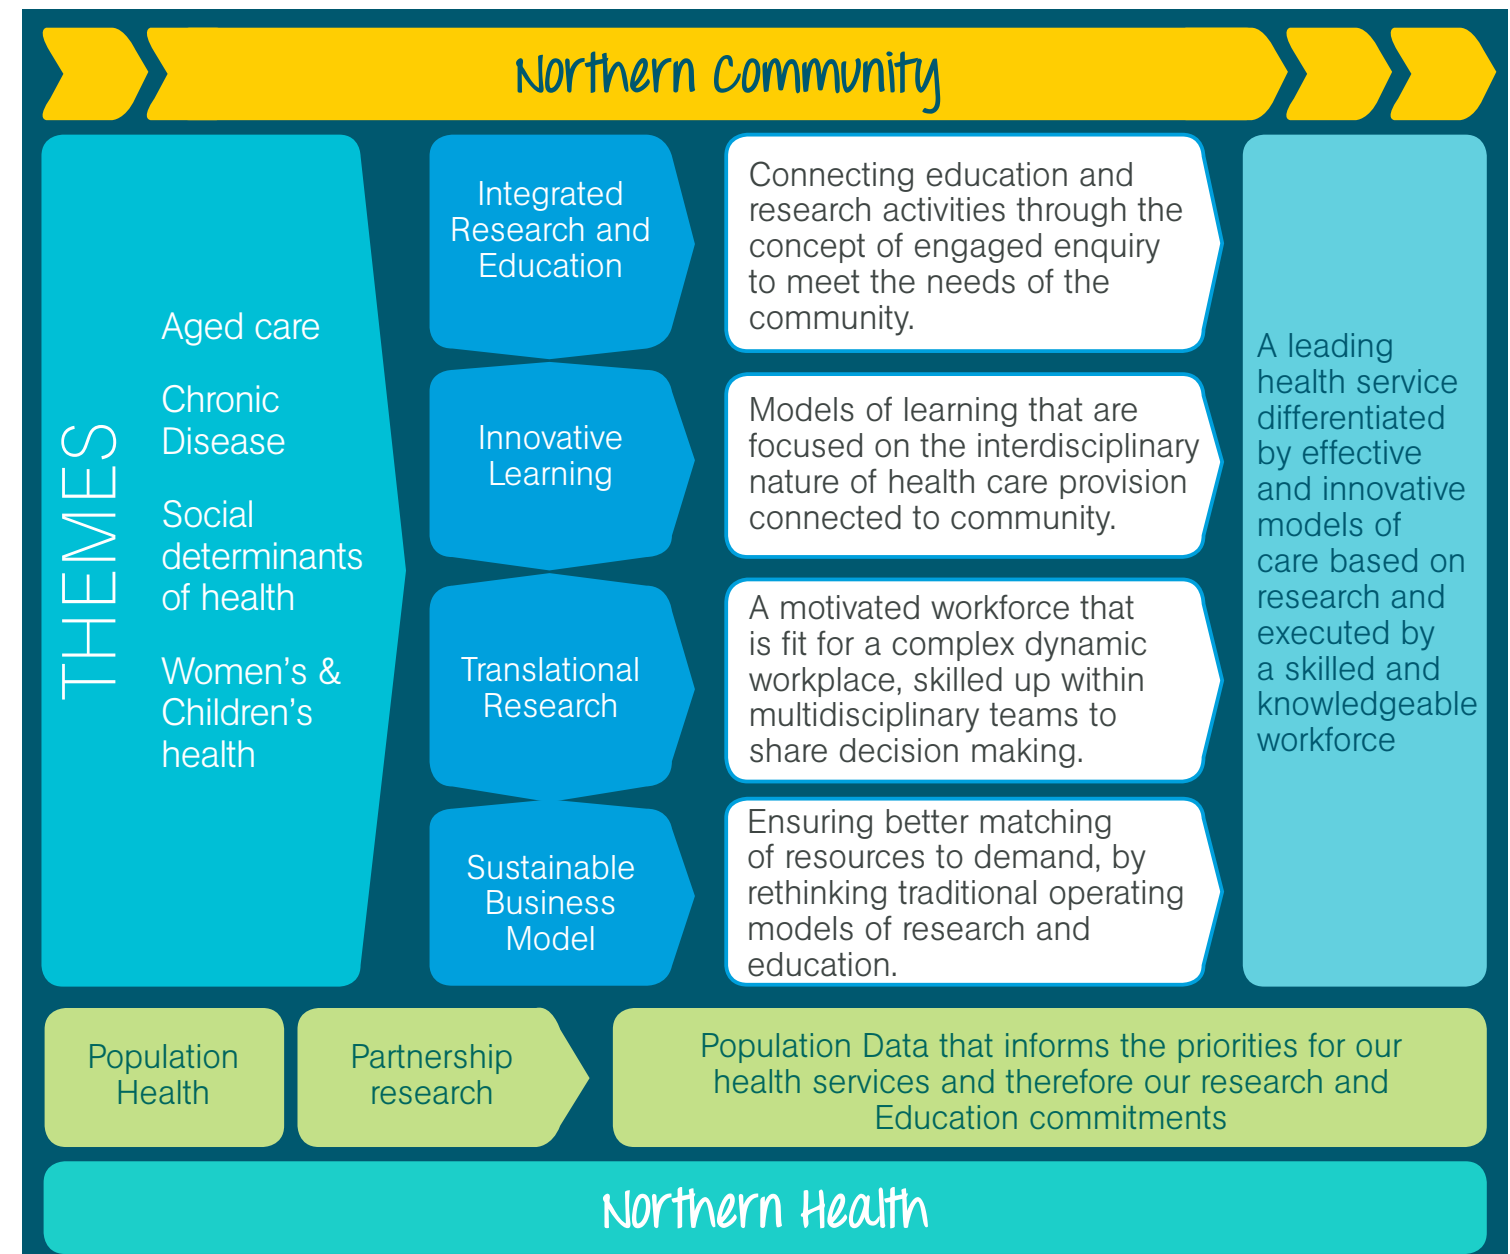 Northern Community
THEMES
Aged care
Chronic
Disease
Social
determinants
of health
Women’s &
Children’s
health
Integrated
Research and
Education
Connecting education and
research activities through the
concept of engaged enquiry
to meet the needs of the
community.
Innovative
Learning
Models of learning that are
focused on the interdisciplinary
nature of health care provision
connected to community.
Translational
Research
A motivated workforce that
is fit for a complex dynamic
workplace, skilled up within
multidisciplinary teams to
share decision making.
Sustainable
Business
Model
Ensuring better matching
of resources to demand, by
rethinking traditional operating
models of research and
education.
A leading
health service
differentiated
by effective
and innovative
models of
care based on
research and
executed by
a skilled and
knowledgeable
workforce
Population
Health
Partnership
research
Population Data that informs the priorities for our
health services and therefore our research and
Education commitments
Northern Health